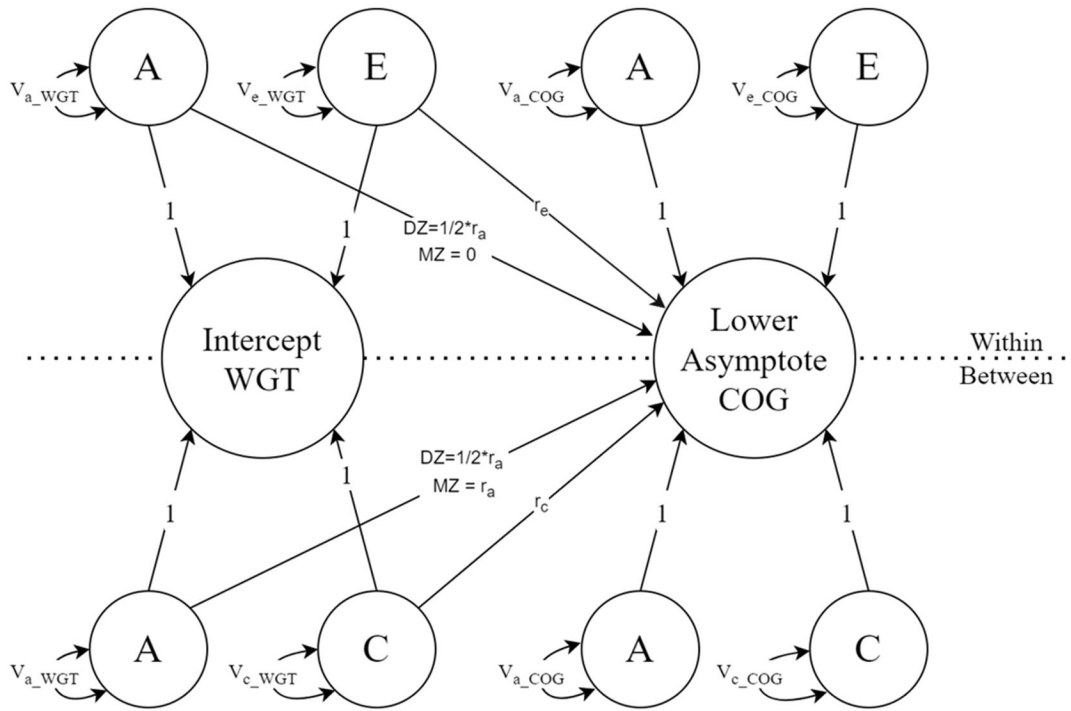 A
E
A
E
Va_WGT
Ve_WGT
Va_COG
Ve_COG
1
1
1
1
re
DZ=1/2*ra
MZ = 0
Intercept
WGT
Lower
Asymptote
COG
Within
Between
DZ=1/2*ra
MZ = ra
rc
1
1
1
1
A
C
A
C
Va_WGT
Vc_WGT
Va_COG
Vc_COG